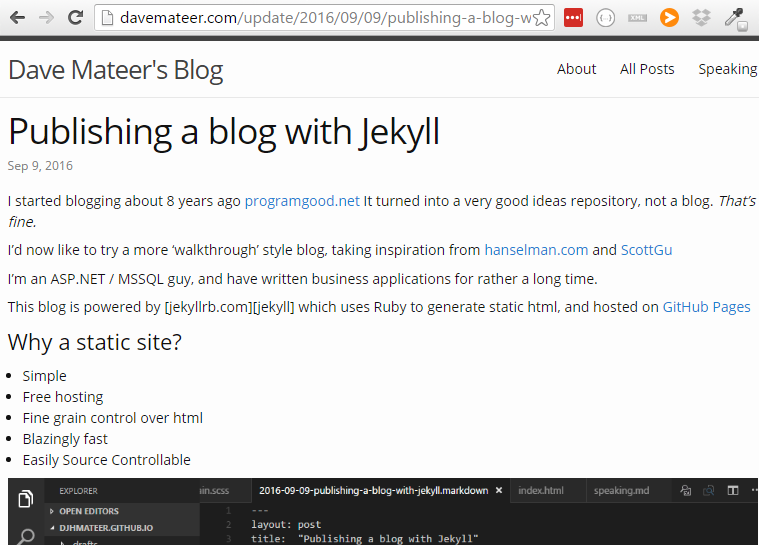 davemateer.com/update/2016/09/09/publishing-a-blog-w
XML
Dave Mateer's Blog
About All Posts Speaking
Publishing a blog with Jekyll
Sep 9, 2016
I started blogging about 8 years ago programgood.net It turned into a very good ideas repository, not a blog. That's
fine.
I'd now like to try a more ‘walkthrough’ style blog, taking inspiration from hanselman.com and ScottGu
I'm an ASP.NET / MSSQL guy, and have written business applications for rather a long time.
This blog is powered by [jekyllrb.com][jekyll] which uses Ruby to generate static html, and hosted on GitHub Pages
Why a static site?
Simple
Free hosting
Fine grain control over html
Blazingly fast
Easily Source Controllable
EXPLORER ain.scss 2016-09-09-publishing-a-blog-with-jekyll.markdown index.html speaking.md
OPEN EDITORS 1 ---
DJHMATEER.GITHUB.IO 2 layout: post
drafts 3 title: "Publishing a blog with Jekyll"